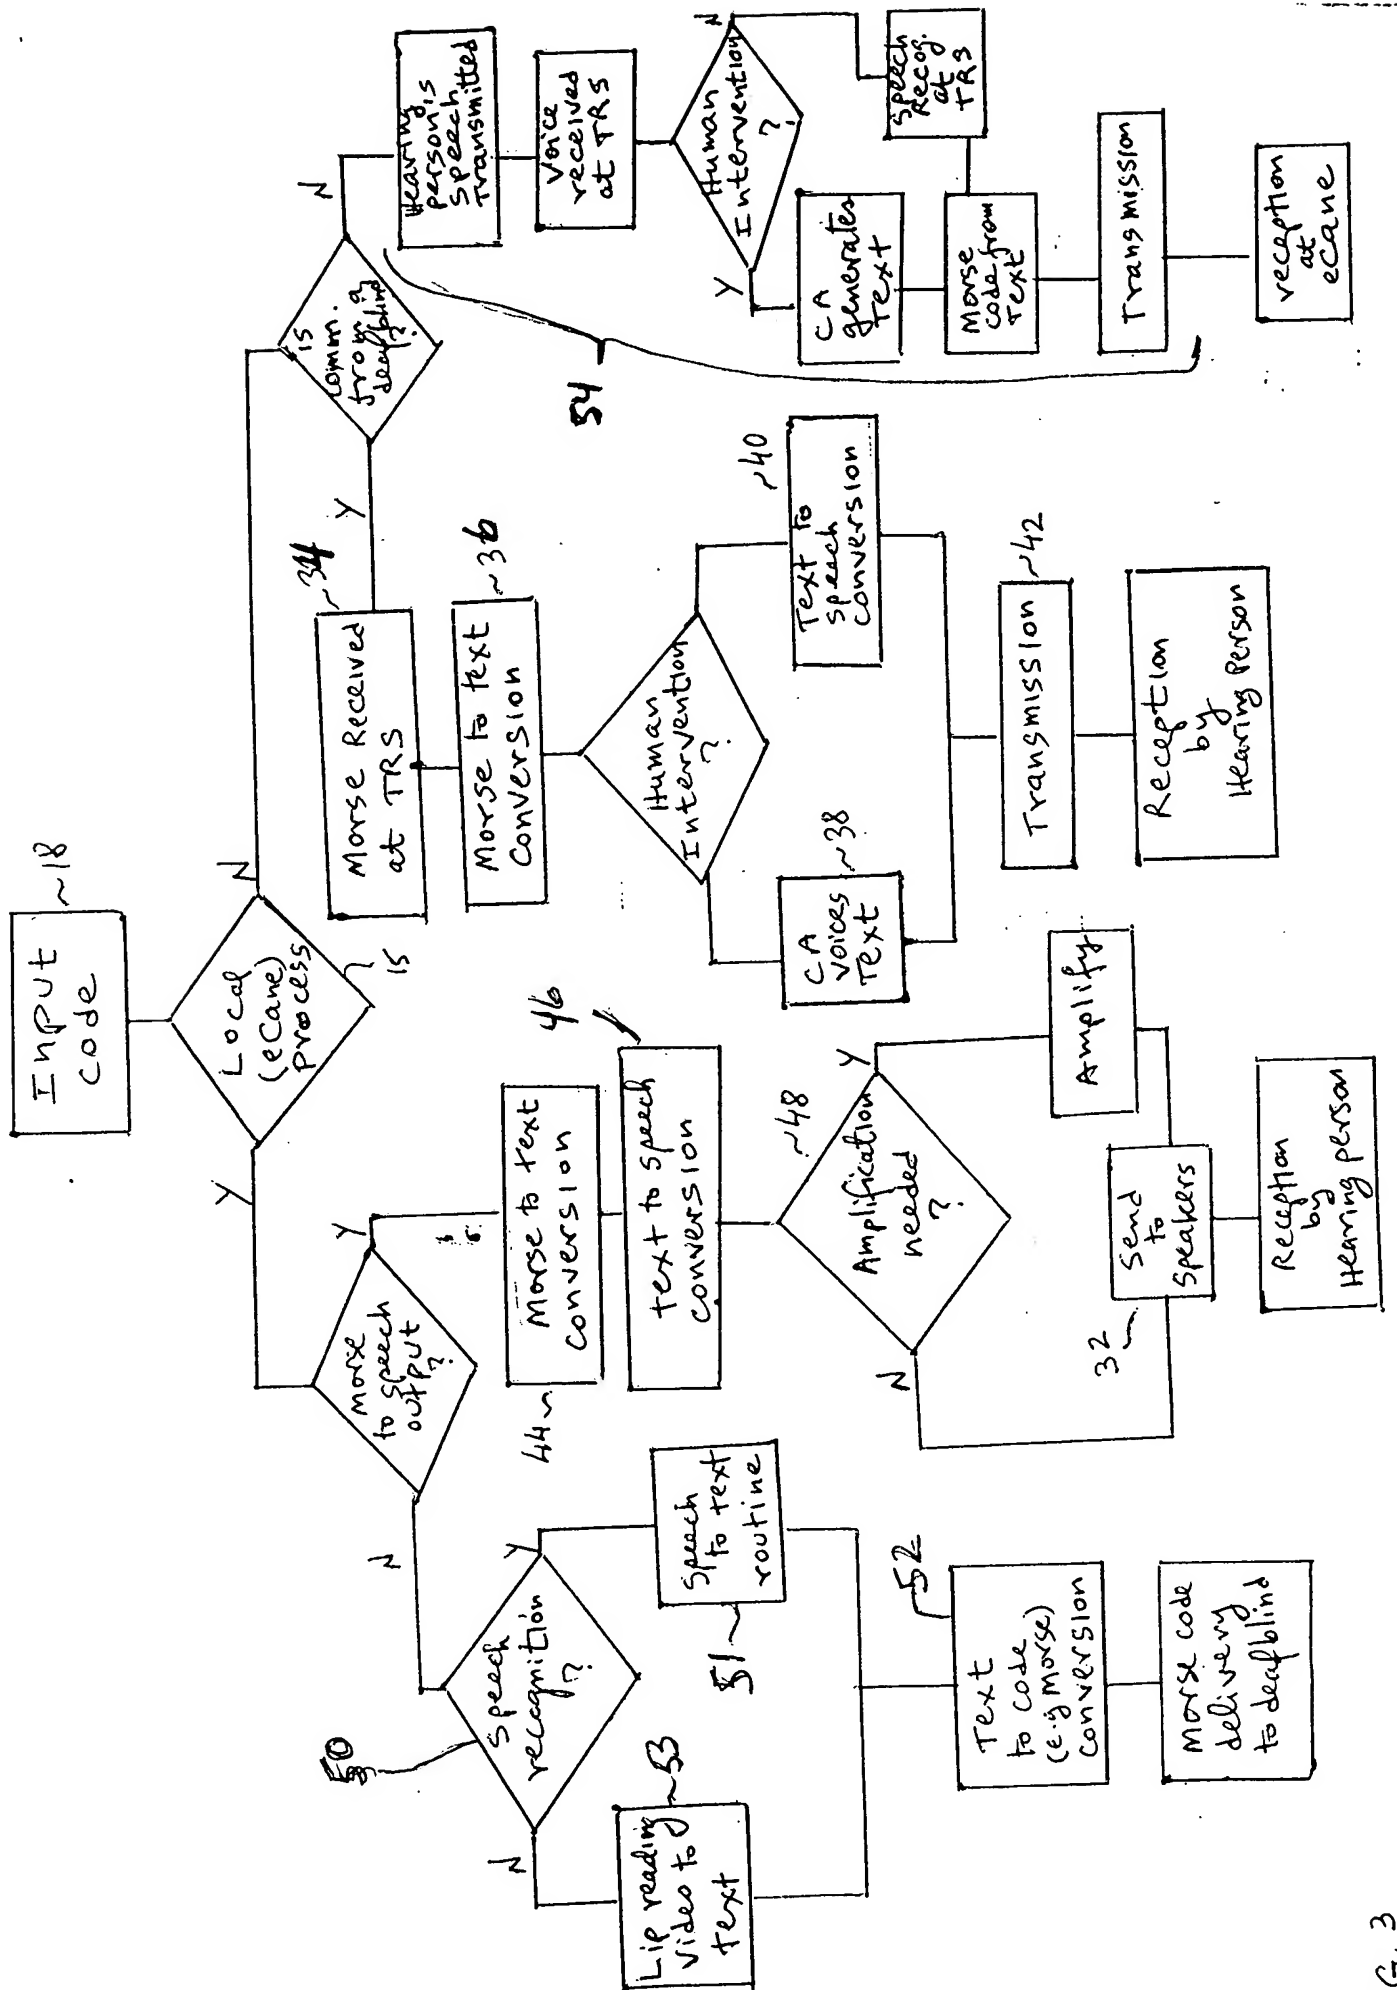 Input
code
~18
Local
(eCane)
process
15
Y
N
Morse
to speech
output
?
Y
N
is
comm.
from a
deafblind
?
Y
N
Speech
recognition
?
50
N
Y
Lip reading
Video to
Text
~53
Speech
to text
routine
51~
Text
to code
(e.g Morse)
Conversion
52
Morse code
delivery
to deafblind
Morse to text
conversion
44~
text to speech
conversion
46
Amplification
needed
?
~48
N
Y
Amplify
Send
to
Speakers
32~
Reception
by
Hearing person
Morse Received
at TRS
~34
Morse to text
Conversion
~36
Human
Intervention
?
CA
voices
Text
~38
Text to
speech
conversion
~40
Transmission
~42
Reception
by
Hearing Person
Hearing
person is
Speech
Transmitted
Voice
received
at TRS
Human
Intervention
?
Y
N
CA
generates
Text
Speech
Recog.
at
TRS
Morse
code from
Text
Transmission
reception
at
eCane
54
G. 3